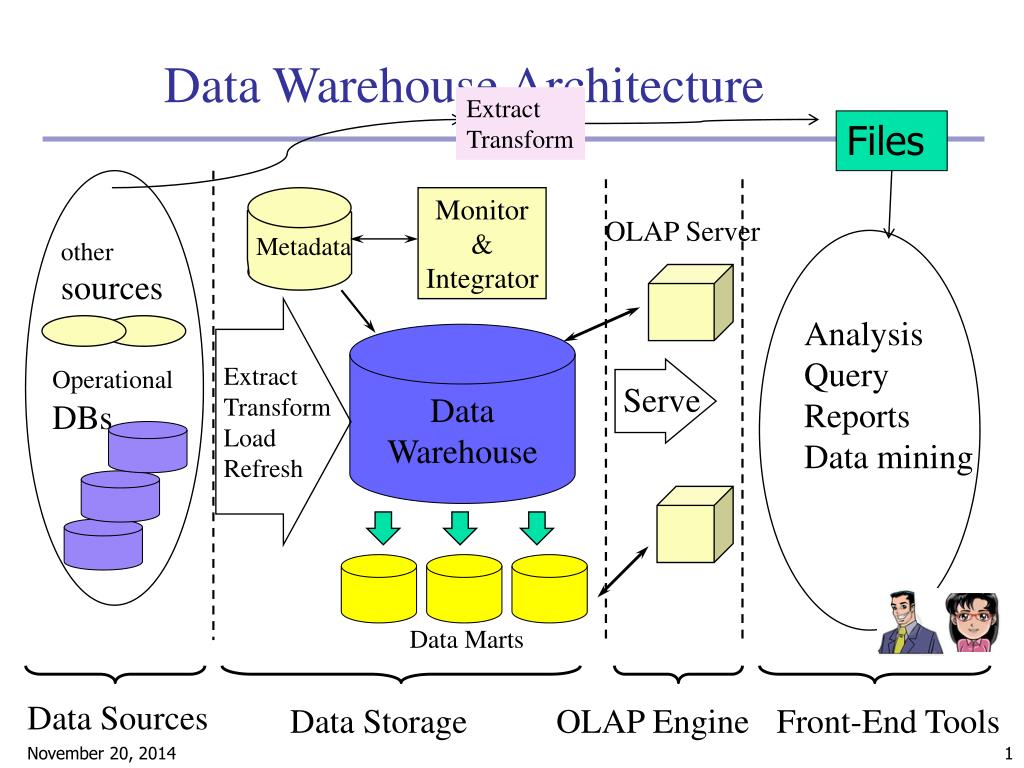 Data Warehouse Architecture
Extract
Transform
Files
other
sources
Operational
DBs
Metadata
Monitor
&
Integrator
OLAP Server
Extract
Transform
Load
Refresh
Data
Warehouse
Serve
Analysis
Query
Reports
Data mining
Data Marts
Data Sources
Data Storage
OLAP Engine
Front-End Tools
November 20, 2014
1